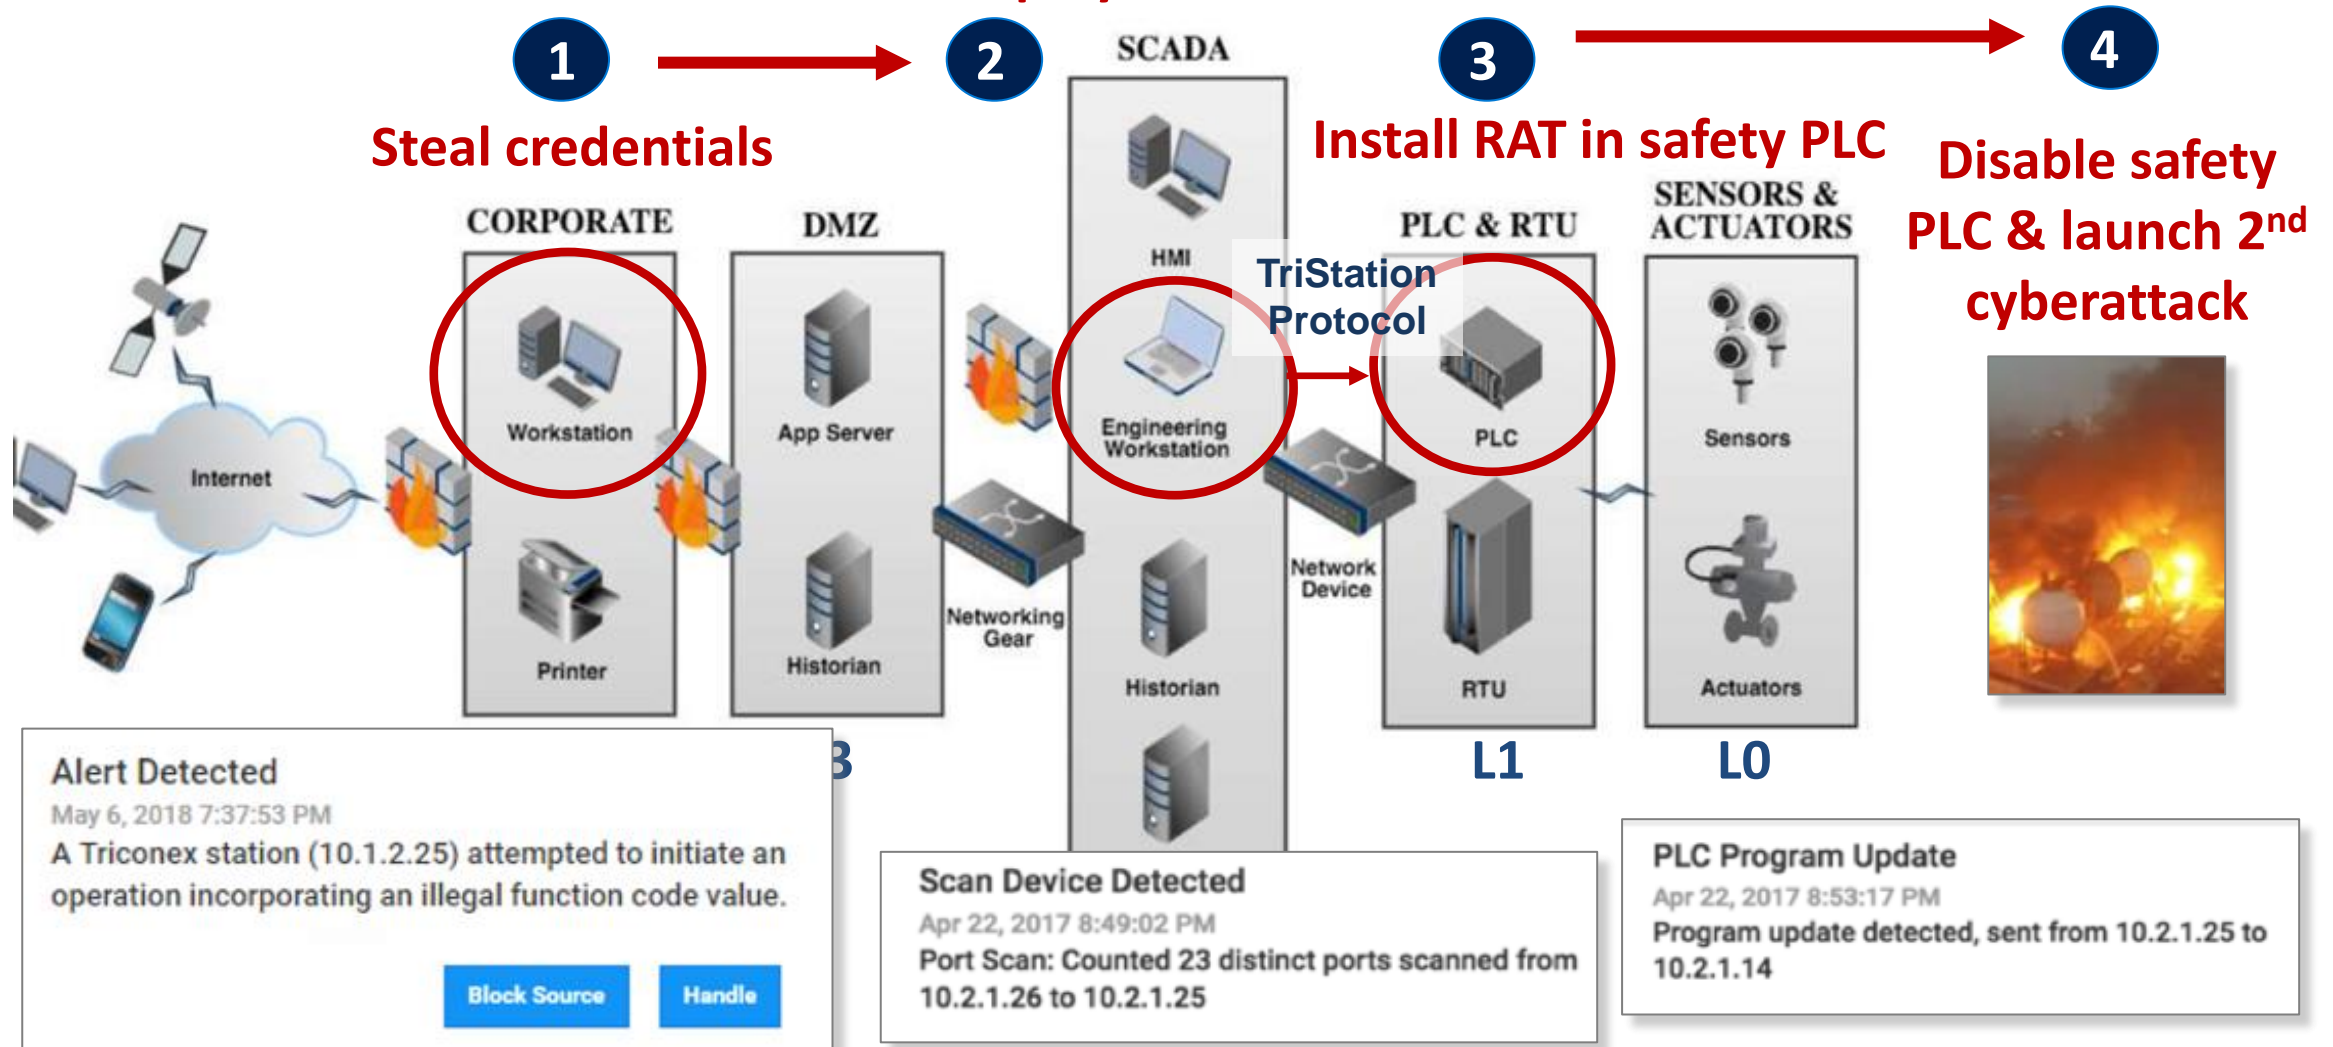 1
2
3
4
SCADA
Steal credentials
Install RAT in safety PLC
Disable safety
PLC & launch 2nd
cyberattack
CORPORATE
DMZ
PLC & RTU
SENSORS &
ACTUATORS
HMI
TriStation
Protocol
Workstation
App Server
Engineering
Workstation
PLC
Sensors
Internet
Network
Device
Networking
Gear
Printer
Historian
Historian
RTU
Actuators
3
L1
L0
Alert Detected
May 6, 2018 7:37:53 PM
A Triconex station (10.1.2.25) attempted to initiate an
operation incorporating an illegal function code value.
Block Source
Handle
Scan Device Detected
Apr 22, 2017 8:49:02 PM
Port Scan: Counted 23 distinct ports scanned from
10.2.1.26 to 10.2.1.25
PLC Program Update
Apr 22, 2017 8:53:17 PM
Program update detected, sent from 10.2.1.25 to
10.2.1.14